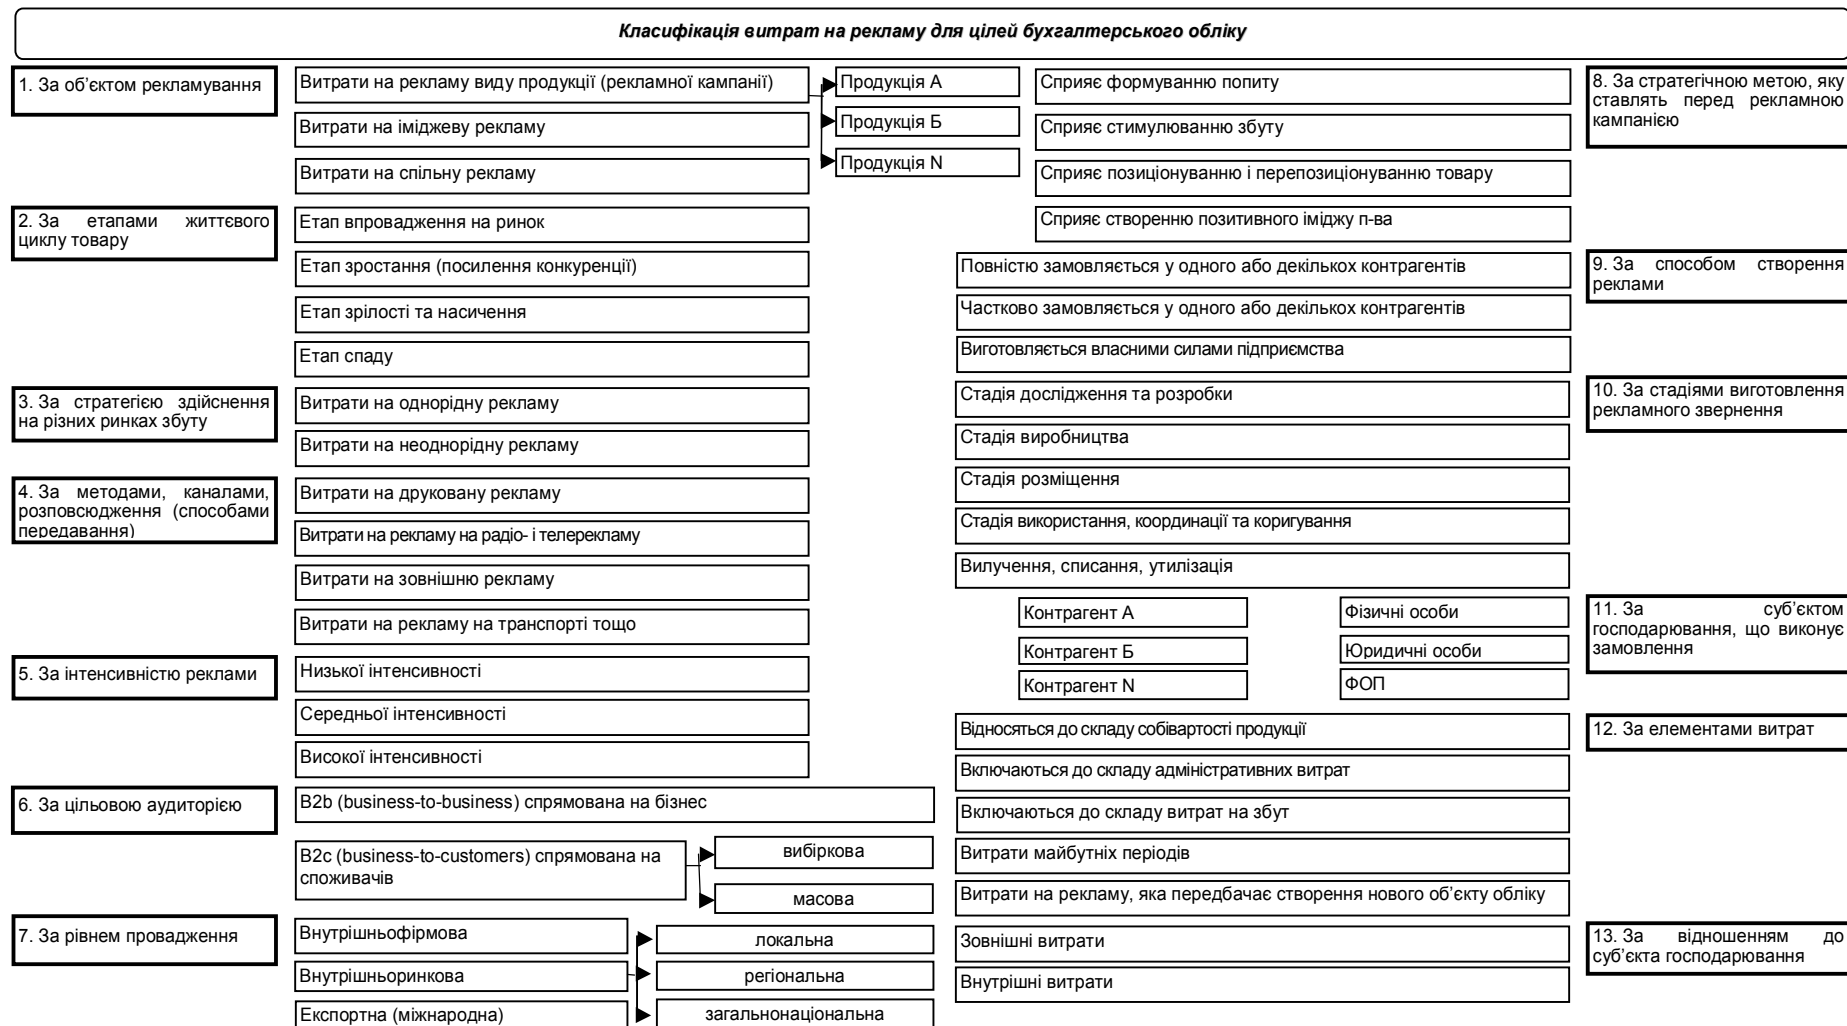 Класифікація витрат на рекламу для цілей бухгалтерського обліку
1. За об’єктом рекламування
Витрати на рекламу виду продукції (рекламної кампанії)
Продукція А
Продукція Б
Продукція N
Витрати на іміджеву рекламу
Витрати на спільну рекламу
2. За етапами життєвого
циклу товару
Етап впровадження на ринок
Етап зростання (посилення конкуренції)
Етап зрілості та насичення
Етап спаду
3. За стратегією здійснення
на різних ринках збуту
Витрати на однорідну рекламу
Витрати на неоднорідну рекламу
4. За методами, каналами,
розповсюдження (способами
передавання)
Витрати на друковану рекламу
Витрати на рекламу на радіо- і телерекламу
Витрати на зовнішню рекламу
Витрати на рекламу на транспорті тощо
5. За інтенсивністю реклами
Низької інтенсивності
Середньої інтенсивності
Високої інтенсивності
6. За цільовою аудиторією
B2b (business-to-business) спрямована на бізнес
B2c (business-to-customers) спрямована на
споживачів
вибіркова
масова
7. За рівнем провадження
Внутрішньофірмова
Внутрішньоринкова
Експортна (міжнародна)
локальна
регіональна
загальнонаціональна
8. За стратегічною метою, яку
ставлять перед рекламною
кампанією
Сприяє формуванню попиту
Сприяє стимулюванню збуту
Сприяє позиціонуванню і перепозиціонуванню товару
Сприяє створенню позитивного іміджу п-ва
9. За способом створення
реклами
Повністю замовляється у одного або декількох контрагентів
Частково замовляється у одного або декількох контрагентів
Виготовляється власними силами підприємства
10. За стадіями виготовлення
рекламного звернення
Стадія дослідження та розробки
Стадія виробництва
Стадія розміщення
Стадія використання, координації та коригування
Вилучення, списання, утилізація
11. За суб’єктом
господарювання, що виконує
замовлення
Контрагент А
Контрагент Б
Контрагент N
Фізичні особи
Юридичні особи
ФОП
12. За елементами витрат
Відносяться до складу собівартості продукції
Включаються до складу адміністративних витрат
Включаються до складу витрат на збут
Витрати майбутніх періодів
Витрати на рекламу, яка передбачає створення нового об’єкту обліку
13. За відношенням до
суб’єкта господарювання
Зовнішні витрати
Внутрішні витрати